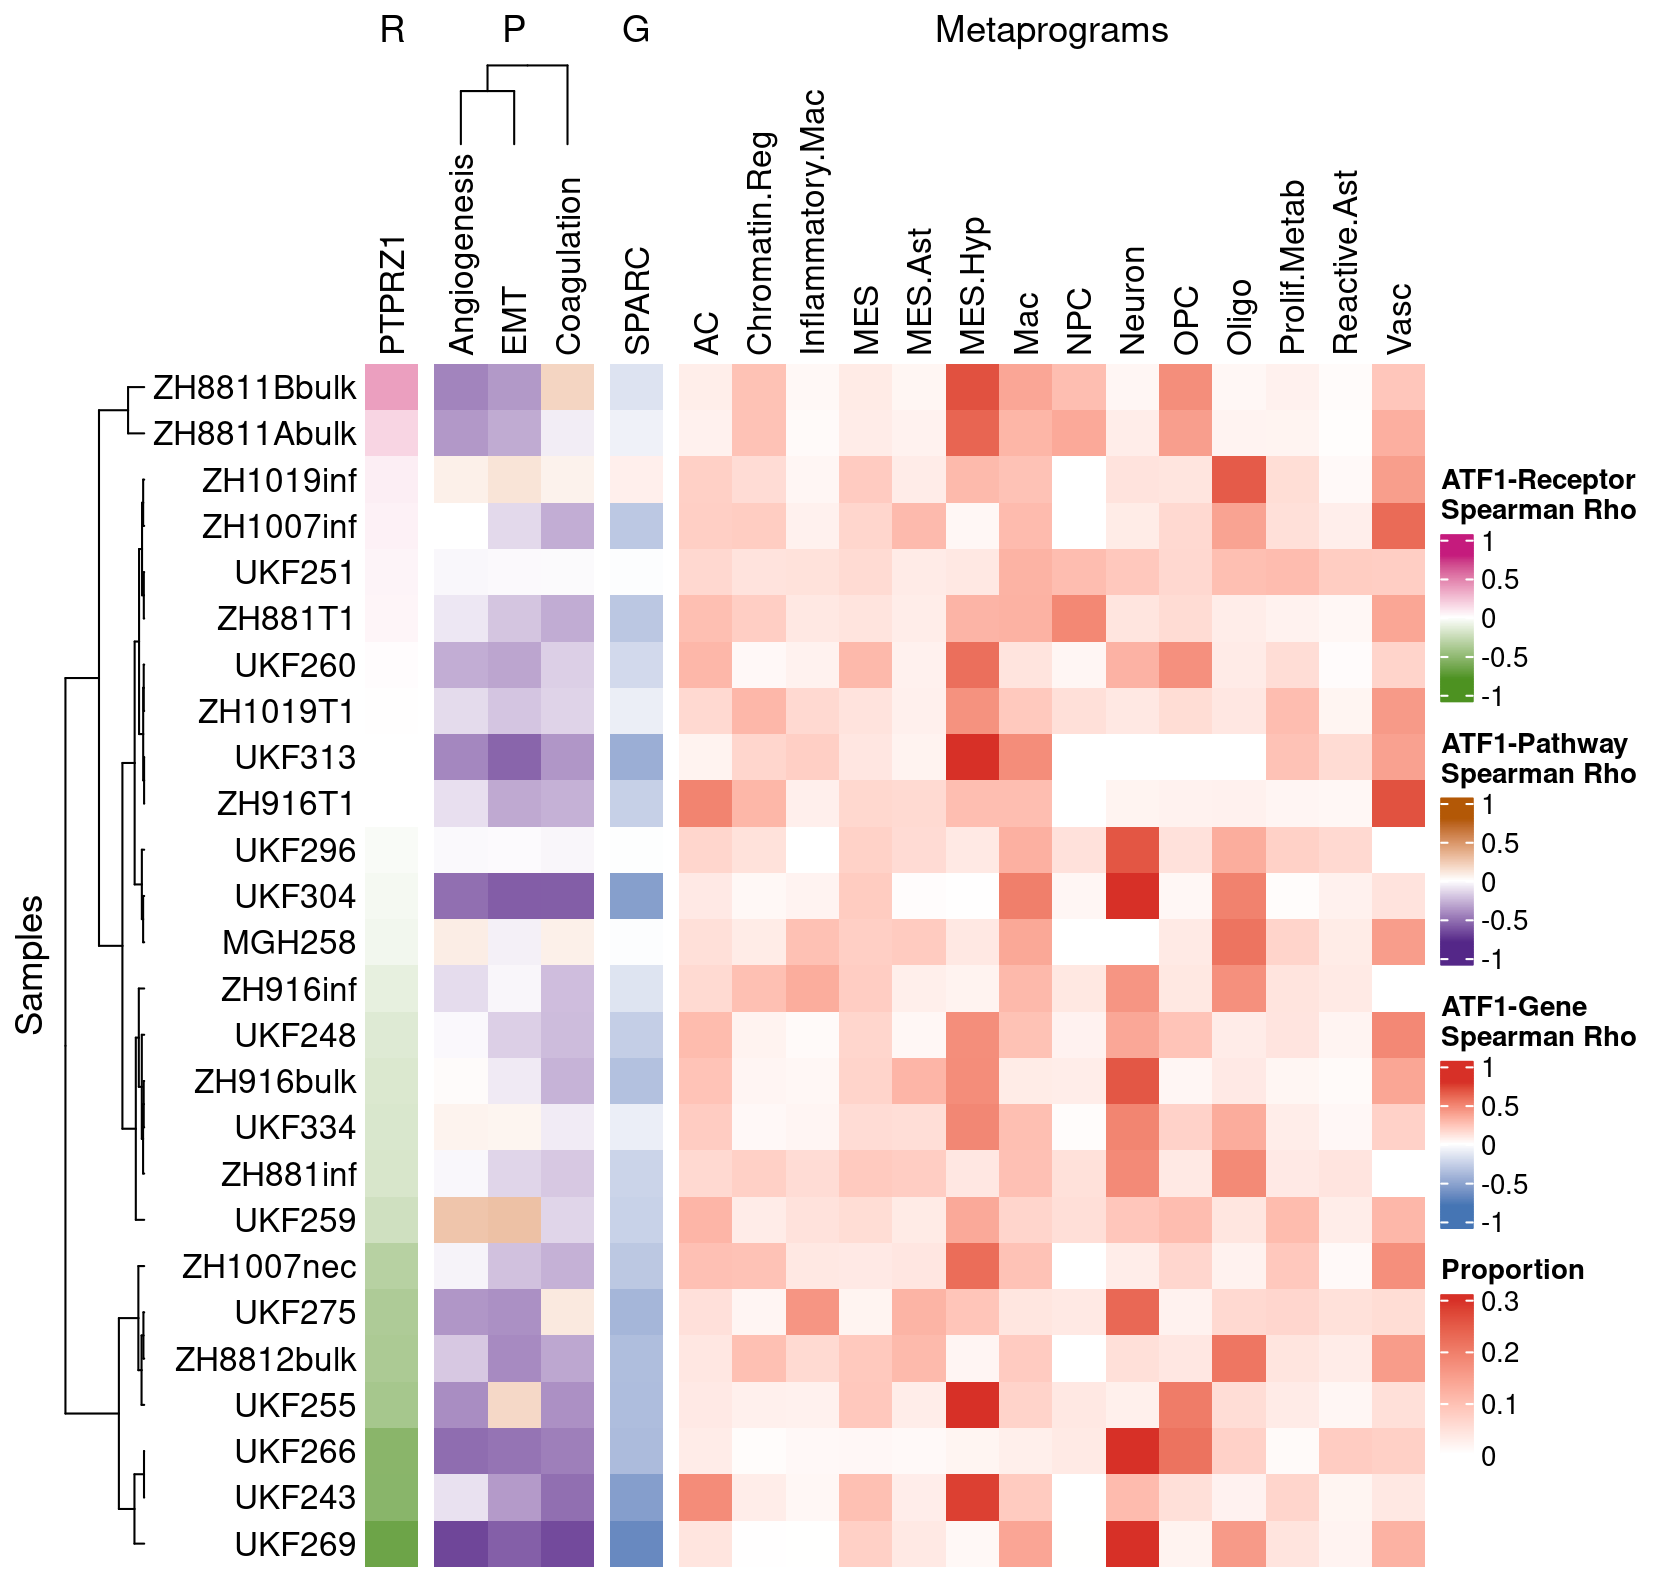 R P G Metaprograms
PTPRZ1 Angiogenesis EMT Coagulation SPARC AC Chromatin.Reg Inflammatory.Mac MES MES.Ast MES.Hyp Mac NPC Neuron OPC Oligo Prolif.Metab Reactive.Ast Vasc
Samples
ZH8811Bbulk
ZH8811Abulk
ZH1019inf
ZH1007inf
UKF251
ZH881T1
UKF260
ZH1019T1
UKF313
ZH916T1
UKF296
UKF304
MGH258
ZH916inf
UKF248
ZH916bulk
UKF334
ZH881inf
UKF259
ZH1007nec
UKF275
ZH8812bulk
UKF255
UKF266
UKF243
UKF269
ATF1-Receptor
Spearman Rho
1
0.5
0
-0.5
-1
ATF1-Pathway
Spearman Rho
1
0.5
0
-0.5
-1
ATF1-Gene
Spearman Rho
1
0.5
0
-0.5
-1
Proportion
0.3
0.2
0.1
0